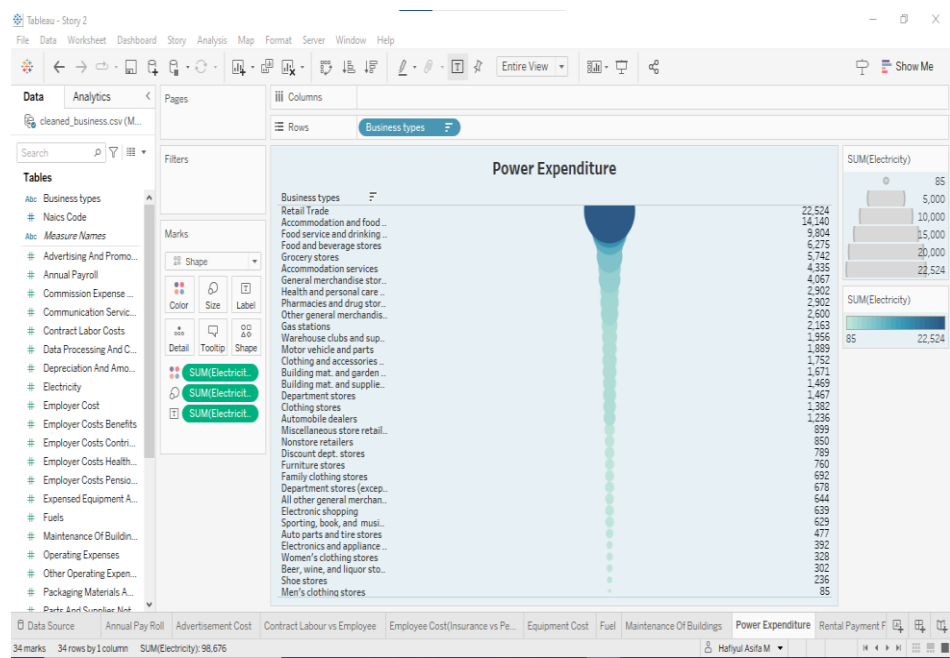 Tableau - Story 2
File Data Worksheet Dashboard Story Analysis Map Format Server Window Help
Entire View
Show Me
Data Analytics
Pages
Columns
cleaned_business.csv (M...
Rows
Business types
Search
Filters
Tables
Abc Business types
# Naics Code
Abc Measure Names
# Advertising And Promo...
# Annual Payroll
# Commission Expense ...
# Communication Servic...
# Contract Labor Costs
# Data Processing And C...
# Depreciation And Amo...
# Electricity
# Employer Cost
# Employer Costs Benefits
# Employer Costs Contri...
# Employer Costs Health...
# Employer Costs Pensio...
# Expensed Equipment A...
# Fuels
# Maintenance Of Buildin...
# Operating Expenses
# Other Operating Expen...
# Packaging Materials A...
# Parts And Supplies Not
Marks
Shape
Color Size Label
Detail Tooltip Shape
SUM(Electricit..
SUM(Electricit..
T SUM(Electricit..
Power Expenditure
Business types
Retail Trade 22,524
Accommodation and food .. 14,140
Food service and drinking .. 9,804
Food and beverage stores 6,275
Grocery stores 5,742
Accommodation services 4,335
General merchandise stor.. 4,067
Health and personal care .. 2,902
Pharmacies and drug stor.. 2,902
Other general merchandis.. 2,600
Gas stations 2,163
Warehouse clubs and sup.. 1,956
Motor vehicle and parts 1,889
Clothing and accessories .. 1,752
Building mat. and garden .. 1,671
Building mat. and supplie.. 1,469
Department stores 1,467
Clothing stores 1,382
Automobile dealers 1,236
Miscellaneous store retail.. 899
Nonstore retailers 850
Discount dept. stores 789
Furniture stores 760
Family clothing stores 692
Department stores (excep.. 678
All other general merchan.. 644
Electronic shopping 639
Sporting, book, and musi.. 629
Auto parts and tire stores 477
Electronics and appliance .. 392
Women's clothing stores 328
Beer, wine, and liquor sto.. 302
Shoe stores 236
Men's clothing stores 85
SUM(Electricity)
85
5,000
10,000
15,000
20,000
22,524
SUM(Electricity)
85 22,524
Data Source Annual Pay Roll Advertisement Cost Contract Labour vs Employee Employee Cost(Insurance vs Pe... Equipment Cost Fuel Maintenance Of Buildings Power Expenditure Rental Payment F
34 marks 34 rows by 1 column SUM(Electricity): 98,676 Hafiyul Asifa M